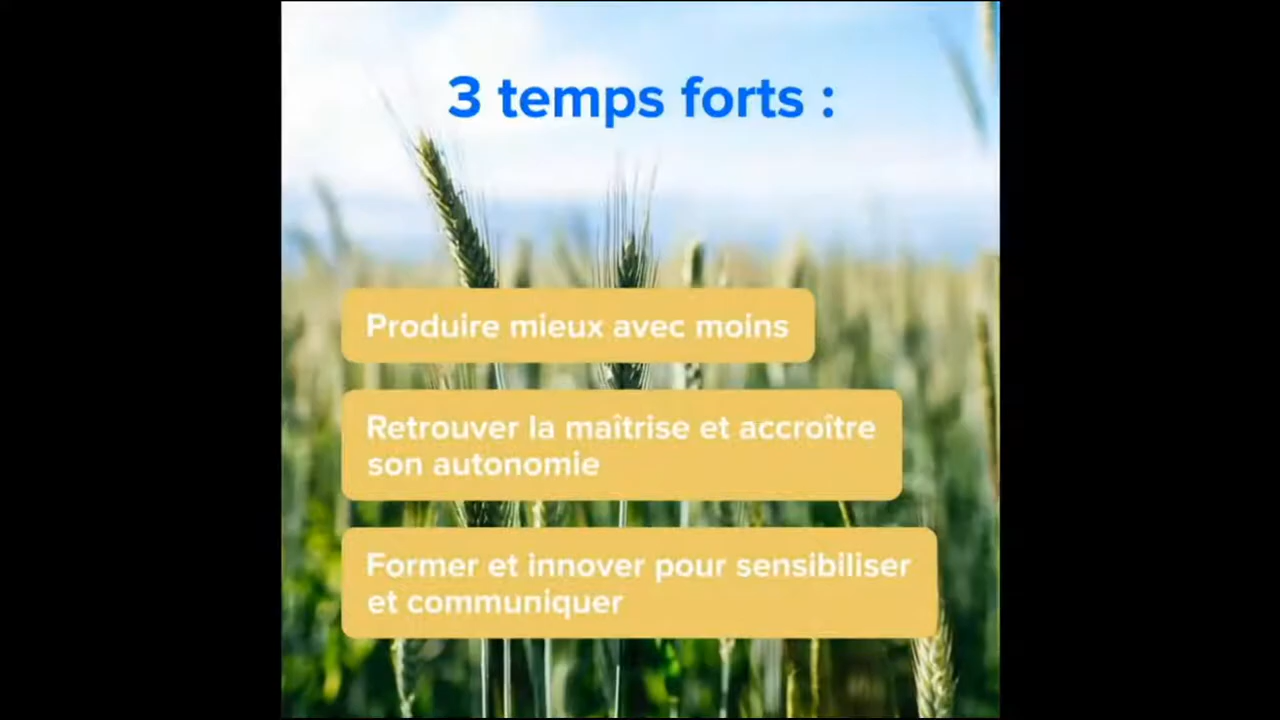 3 temps forts :
Produire mieux avec moins
Retrouver la maîtrise et accroître
son autonomie
Former et innover pour sensibiliser
et communiquer